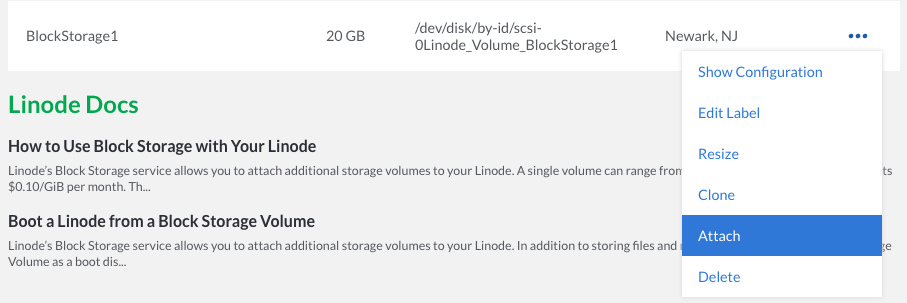 BlockStorage1 20 GB /dev/disk/by-id/scsi- Newark, NJ
0Linode_Volume_BlockStorage1
Show Configuration
Edit Label
Resize
Clone
Attach
Delete
Linode Docs
How to Use Block Storage with Your Linode
Linode's Block Storage service allows you to attach additional storage volumes to your Linode. A single volume can range from ts
$0.10/GiB per month. Th...
Boot a Linode from a Block Storage Volume
Linode's Block Storage service allows you to attach additional storage volumes to your Linode. In addition to storing files and ge
Volume as a boot dis...